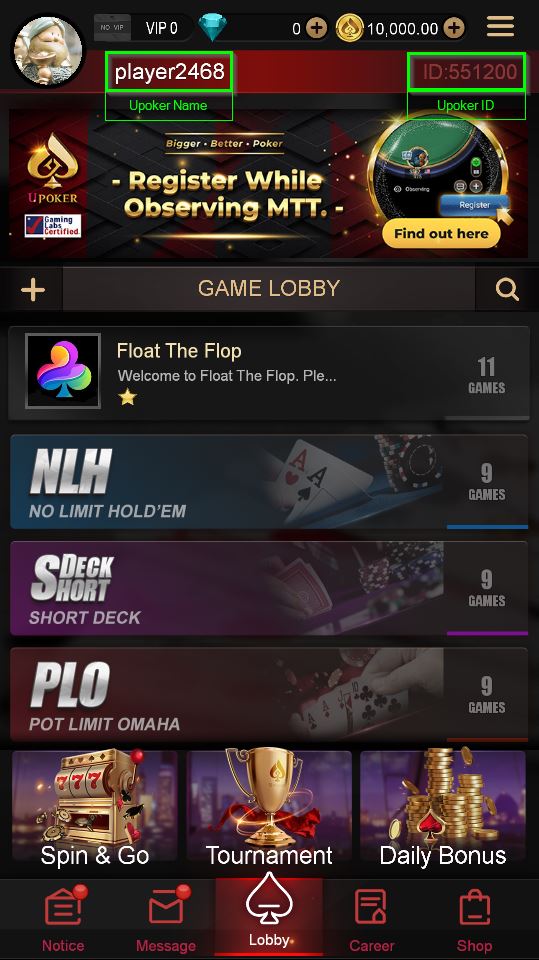 NO VIP
VIP 0
0
10,000.00
player2468
ID:551200
Upoker Name
Upoker ID
Bigger • Better • Poker
- Register While
Observing MTT. -
UPOKER
Gaming
Labs
Certified.
Observing
Register
Find out here
GAME LOBBY
Float The Flop
Welcome to Float The Flop. Ple...
11
GAMES
NLH
NO LIMIT HOLD'EM
9
GAMES
SHORT DECK
SHORT DECK
9
GAMES
PLO
POT LIMIT OMAHA
9
GAMES
777
Spin & Go
Tournament
Daily Bonus
Notice
Message
Lobby
Career
Shop